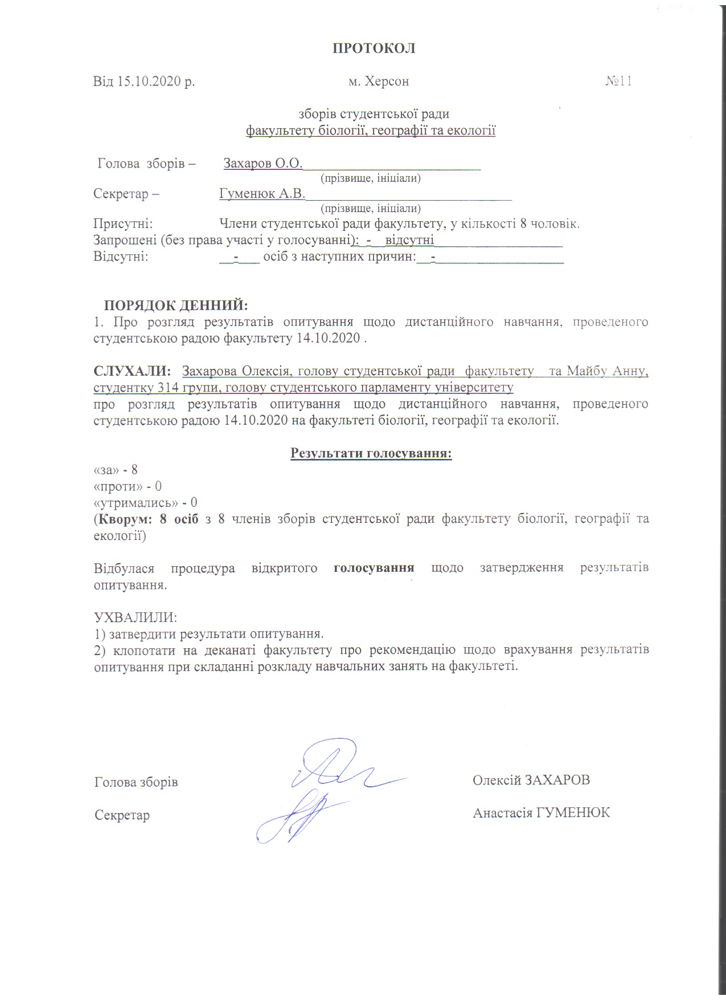 ПРОТОКОЛ
Від 15.10.2020 р. м. Херсон №11
зборів студентської ради
факультету біології, географії та екології
Голова зборів – Захаров О.О.
(прізвище, ініціали)
Секретар – Гуменюк А.В.
(прізвище, ініціали)
Присутні: Члени студентської ради факультету, у кількості 8 чоловік.
Запрошені (без права участі у голосуванні): - відсутні
Відсутні: - осіб з наступних причин: -
ПОРЯДОК ДЕННИЙ:
1. Про розгляд результатів опитування щодо дистанційного навчання, проведеного
студентською радою факультету 14.10.2020 .
СЛУХАЛИ: Захарова Олексія, голову студентської ради факультету та Майбу Анну,
студентку 314 групи, голову студентського парламенту університету
про розгляд результатів опитування щодо дистанційного навчання, проведеного
студентською радою 14.10.2020 на факультеті біології, географії та екології.
Результати голосування:
«за» - 8
«проти» - 0
«утримались» - 0
(Кворум: 8 осіб з 8 членів зборів студентської ради факультету біології, географії та
екології)
Відбулася процедура відкритого голосування щодо затвердження результатів
опитування.
УХВАЛИЛИ:
1) затвердити результати опитування.
2) клопотати на деканаті факультету про рекомендацію щодо врахування результатів
опитування при складанні розкладу навчальних занять на факультеті.
Голова зборів Олексій ЗАХАРОВ
Секретар Анастасія ГУМЕНЮК